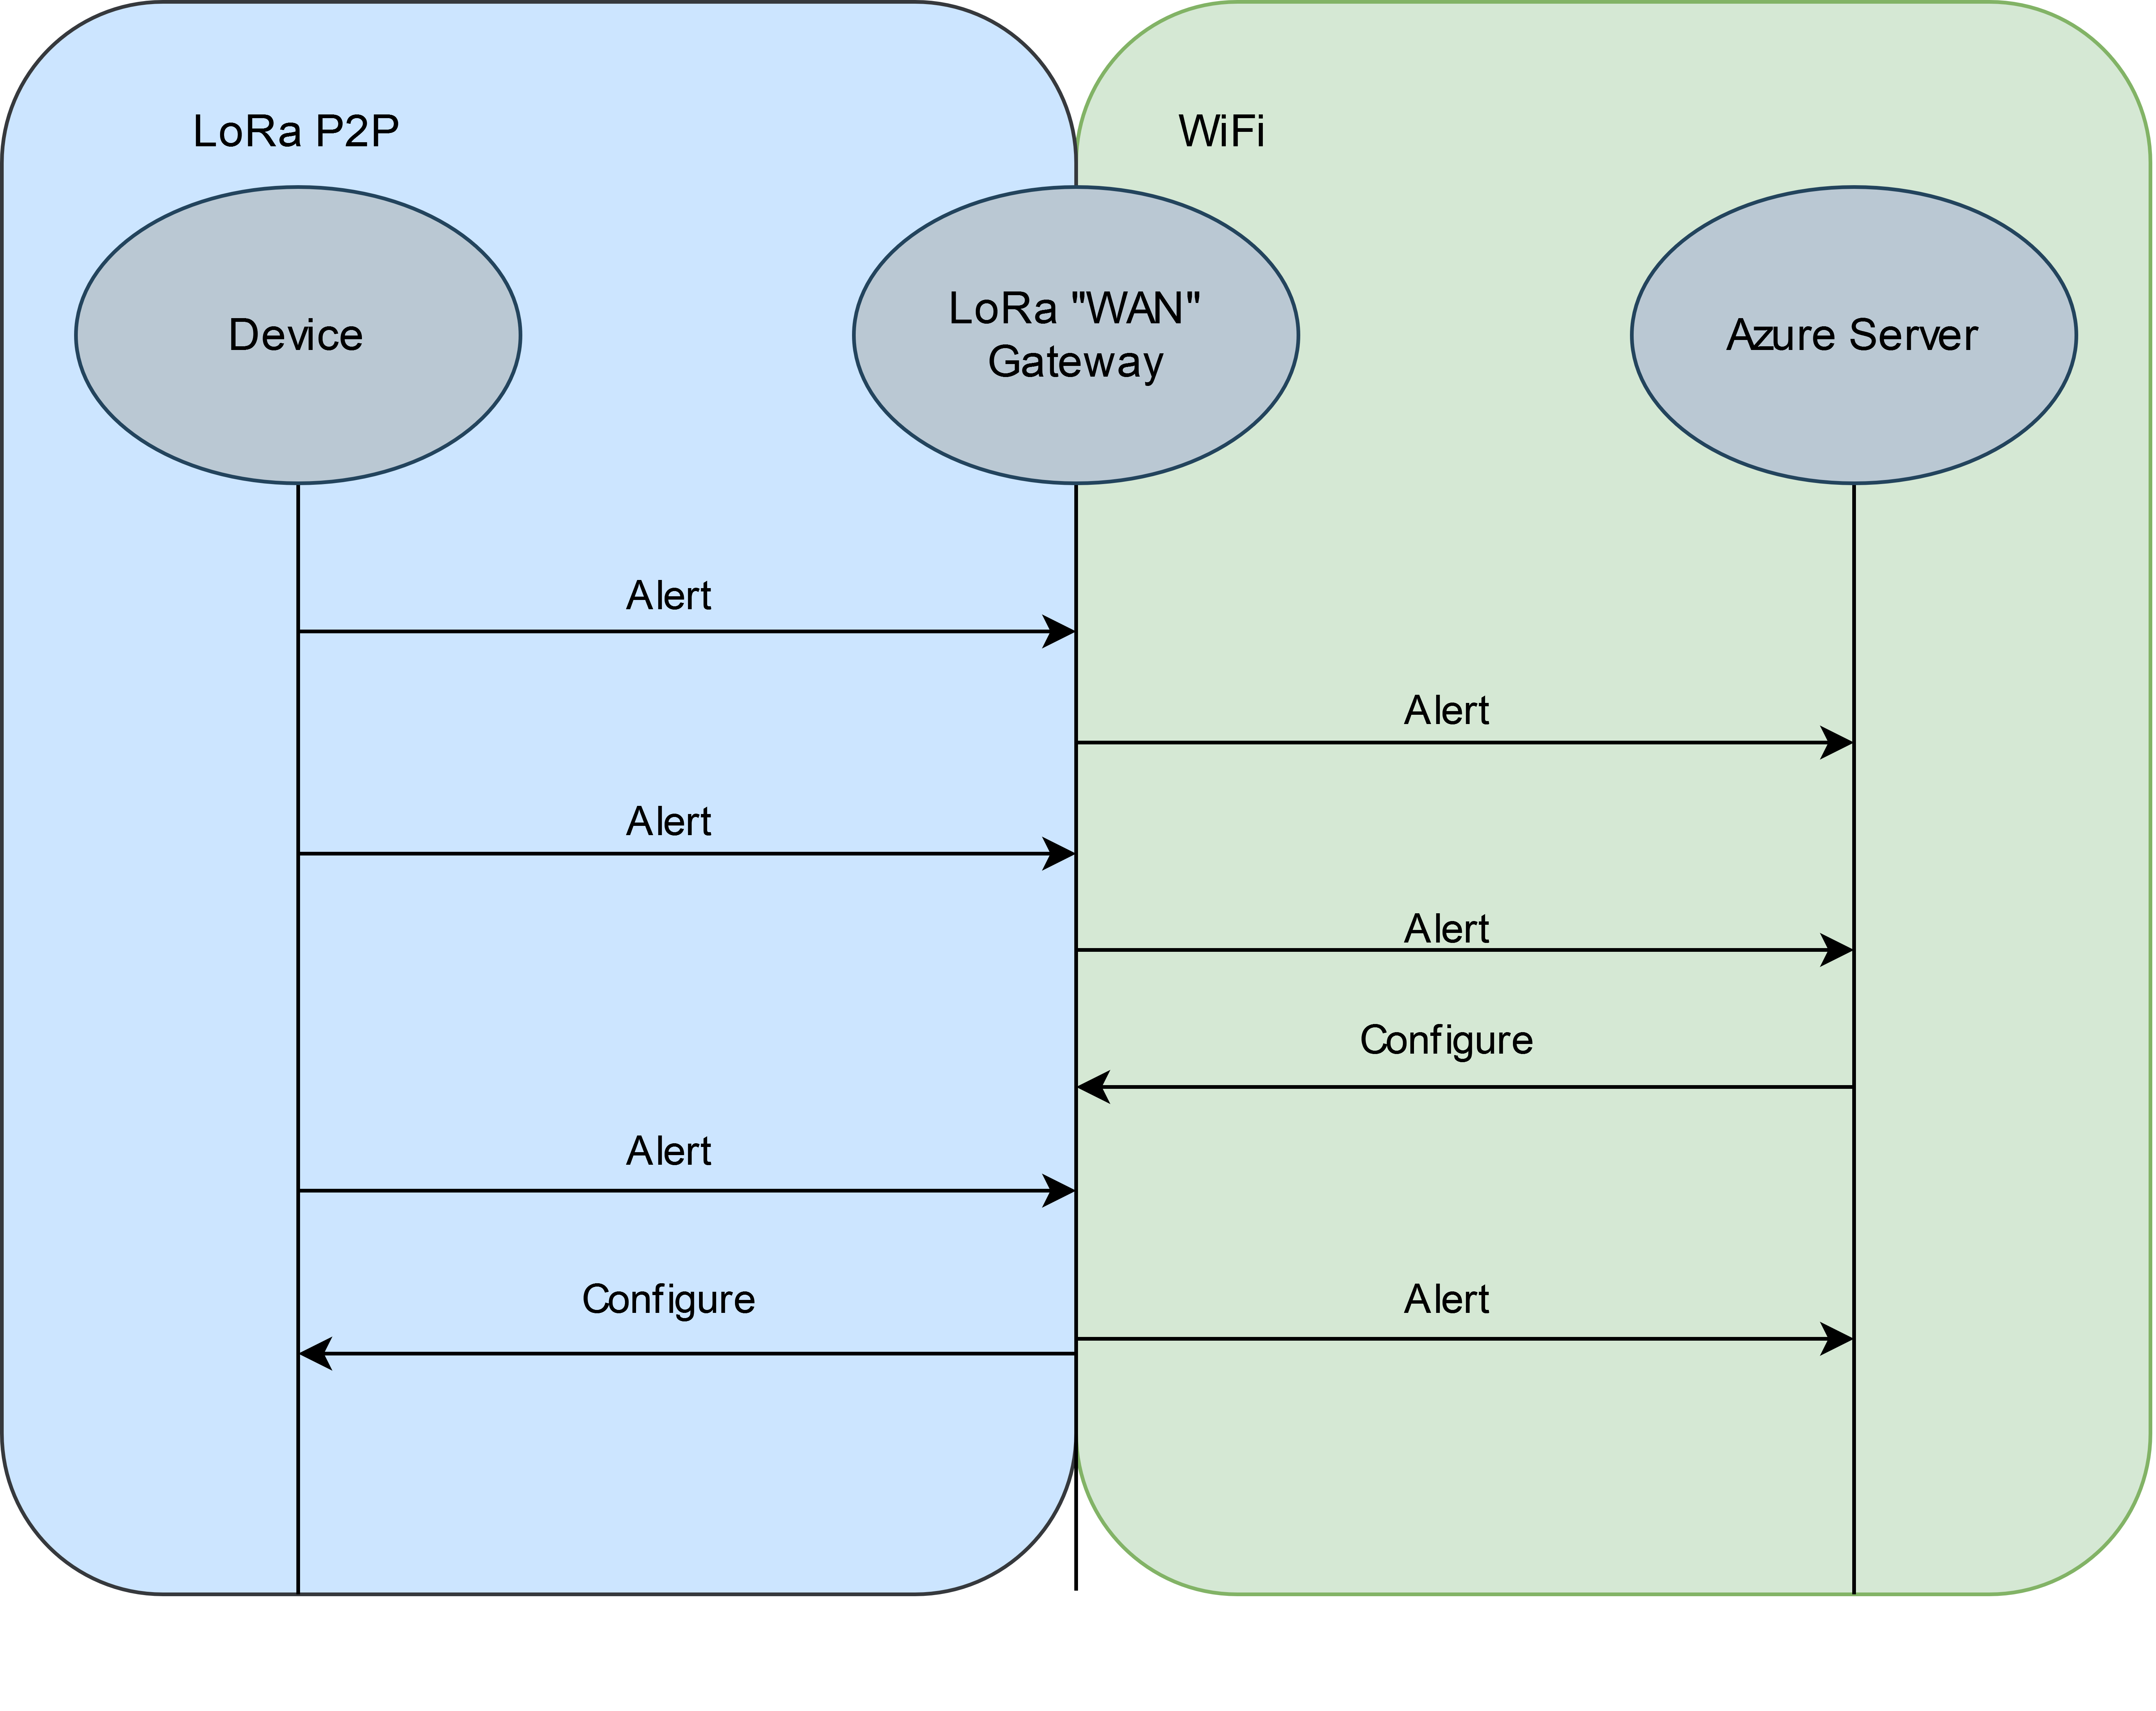 LoRa P2P
WiFi
Device
LoRa "WAN"
Gateway
Azure Server
Alert
Alert
Alert
Alert
Configure
Alert
Configure
Alert